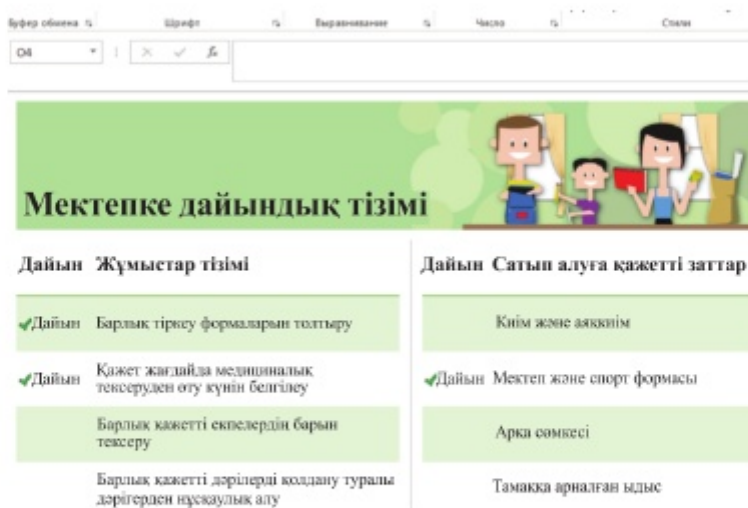 Буфер обмена
Шрифт
Выравнивание
Число
Стили
O4
fx
Мектепке дайындық тізімі
Дайын Жұмыстар тізімі
Дайын Сатып алуға қажетті заттар
Дайын Барлық тіркеу формаларын толтыру
Киім және аяқкиім
Дайын Қажет жағдайда медициналық
тексеруден өту күнін белгілеу
Дайын Мектеп және спорт формасы
Барлық қажетті екпелердің барын
тексеру
Арқа сөмкесі
Барлық қажетті дәрілерді қолдану туралы
дәрігерден нұсқаулық алу
Тамаққа арналған ыдыс